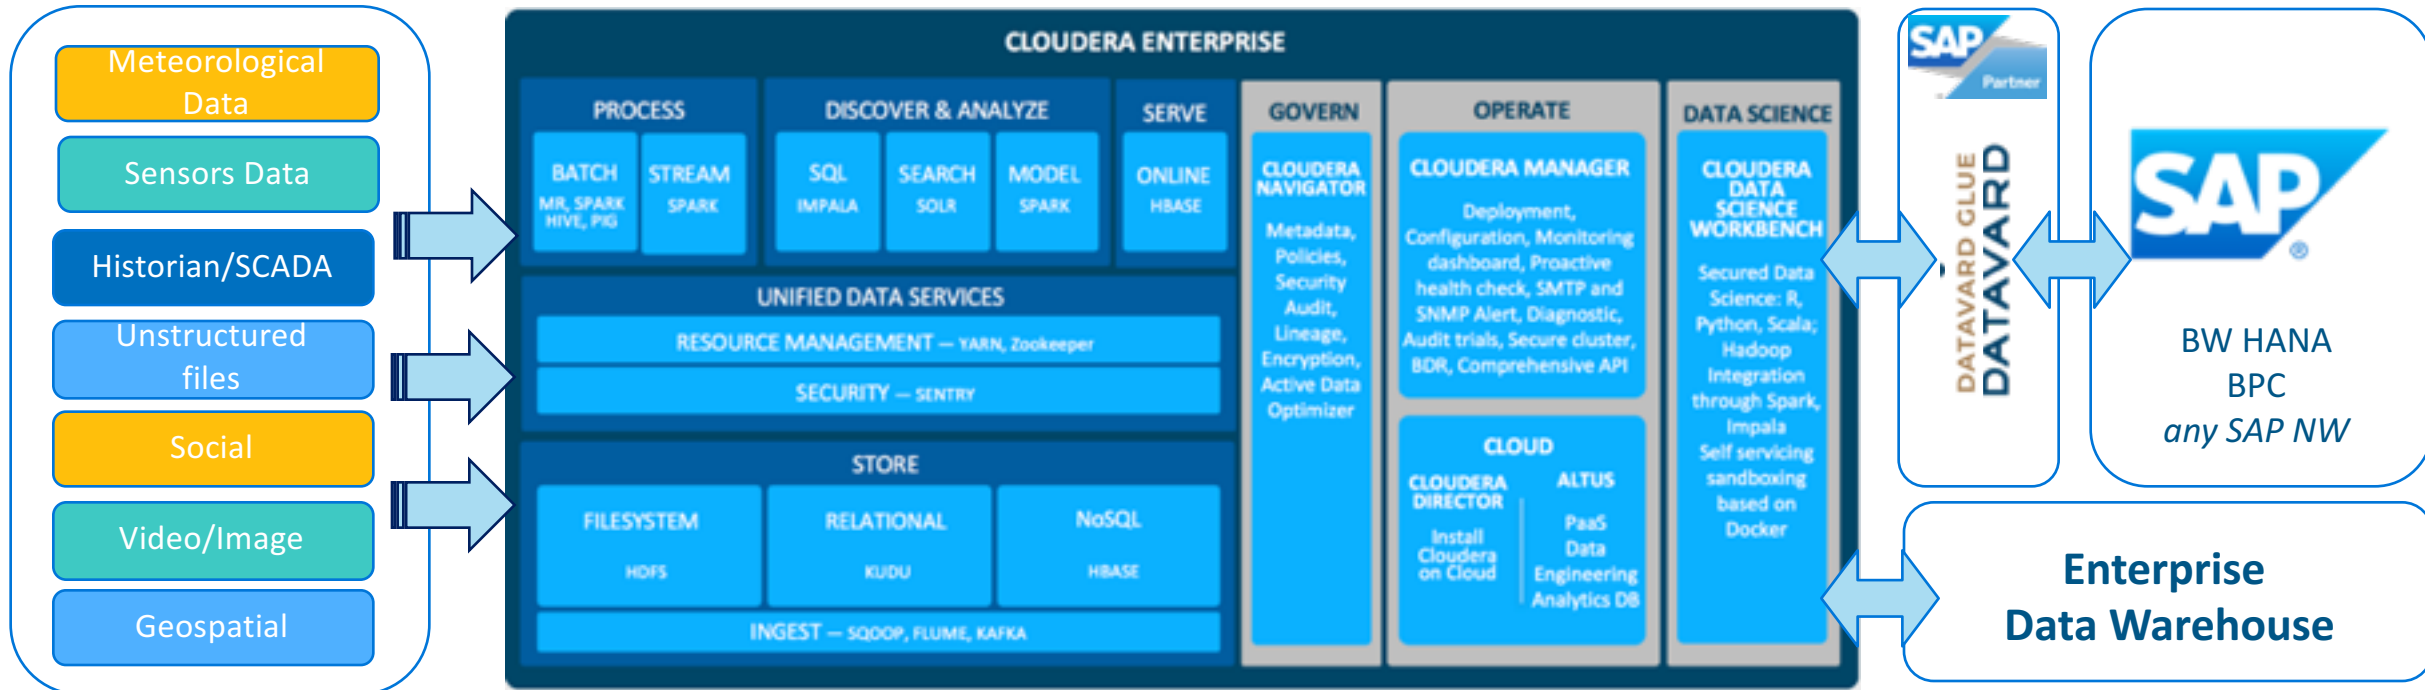 Meteorological
Data
Sensors Data
Historian/SCADA
Unstructured
files
Social
Video/Image
Geospatial
CLOUDERA ENTERPRISE
PROCESS
BATCH
MR, SPARK
HIVE, PIG
STREAM
SPARK
DISCOVER & ANALYZE
SQL
IMPALA
SEARCH
SOLR
MODEL
SPARK
SERVE
ONLINE
HBASE
UNIFIED DATA SERVICES
RESOURCE MANAGEMENT — YARN, Zookeeper
SECURITY — SENTRY
STORE
FILESYSTEM
HDFS
RELATIONAL
KUDU
NoSQL
HBASE
INGEST — SQOOP, FLUME, KAFKA
GOVERN
CLOUDERA
NAVIGATOR
Metadata,
Policies,
Security
Audit,
Lineage,
Encryption,
Active Data
Optimizer
OPERATE
CLOUDERA MANAGER
Deployment,
Configuration, Monitoring
dashboard, Proactive
health check, SMTP and
SNMP Alert, Diagnostic,
Audit trials, Secure cluster,
BDR, Comprehensive API
CLOUD
CLOUDERA
DIRECTOR
Install
Cloudera
on Cloud
ALTUS
PaaS
Data
Engineering
Analytics DB
DATA SCIENCE
CLOUDERA
DATA
SCIENCE
WORKBENCH
Secured Data
Science: R,
Python, Scala;
Hadoop
Integration
through Spark,
Impala
Self servicing
sandboxing
based on
Docker
SAP
Partner
DATAVARD GLUE
DATAVARD
SAP
®
BW HANA
BPC
any SAP NW
Enterprise
Data Warehouse